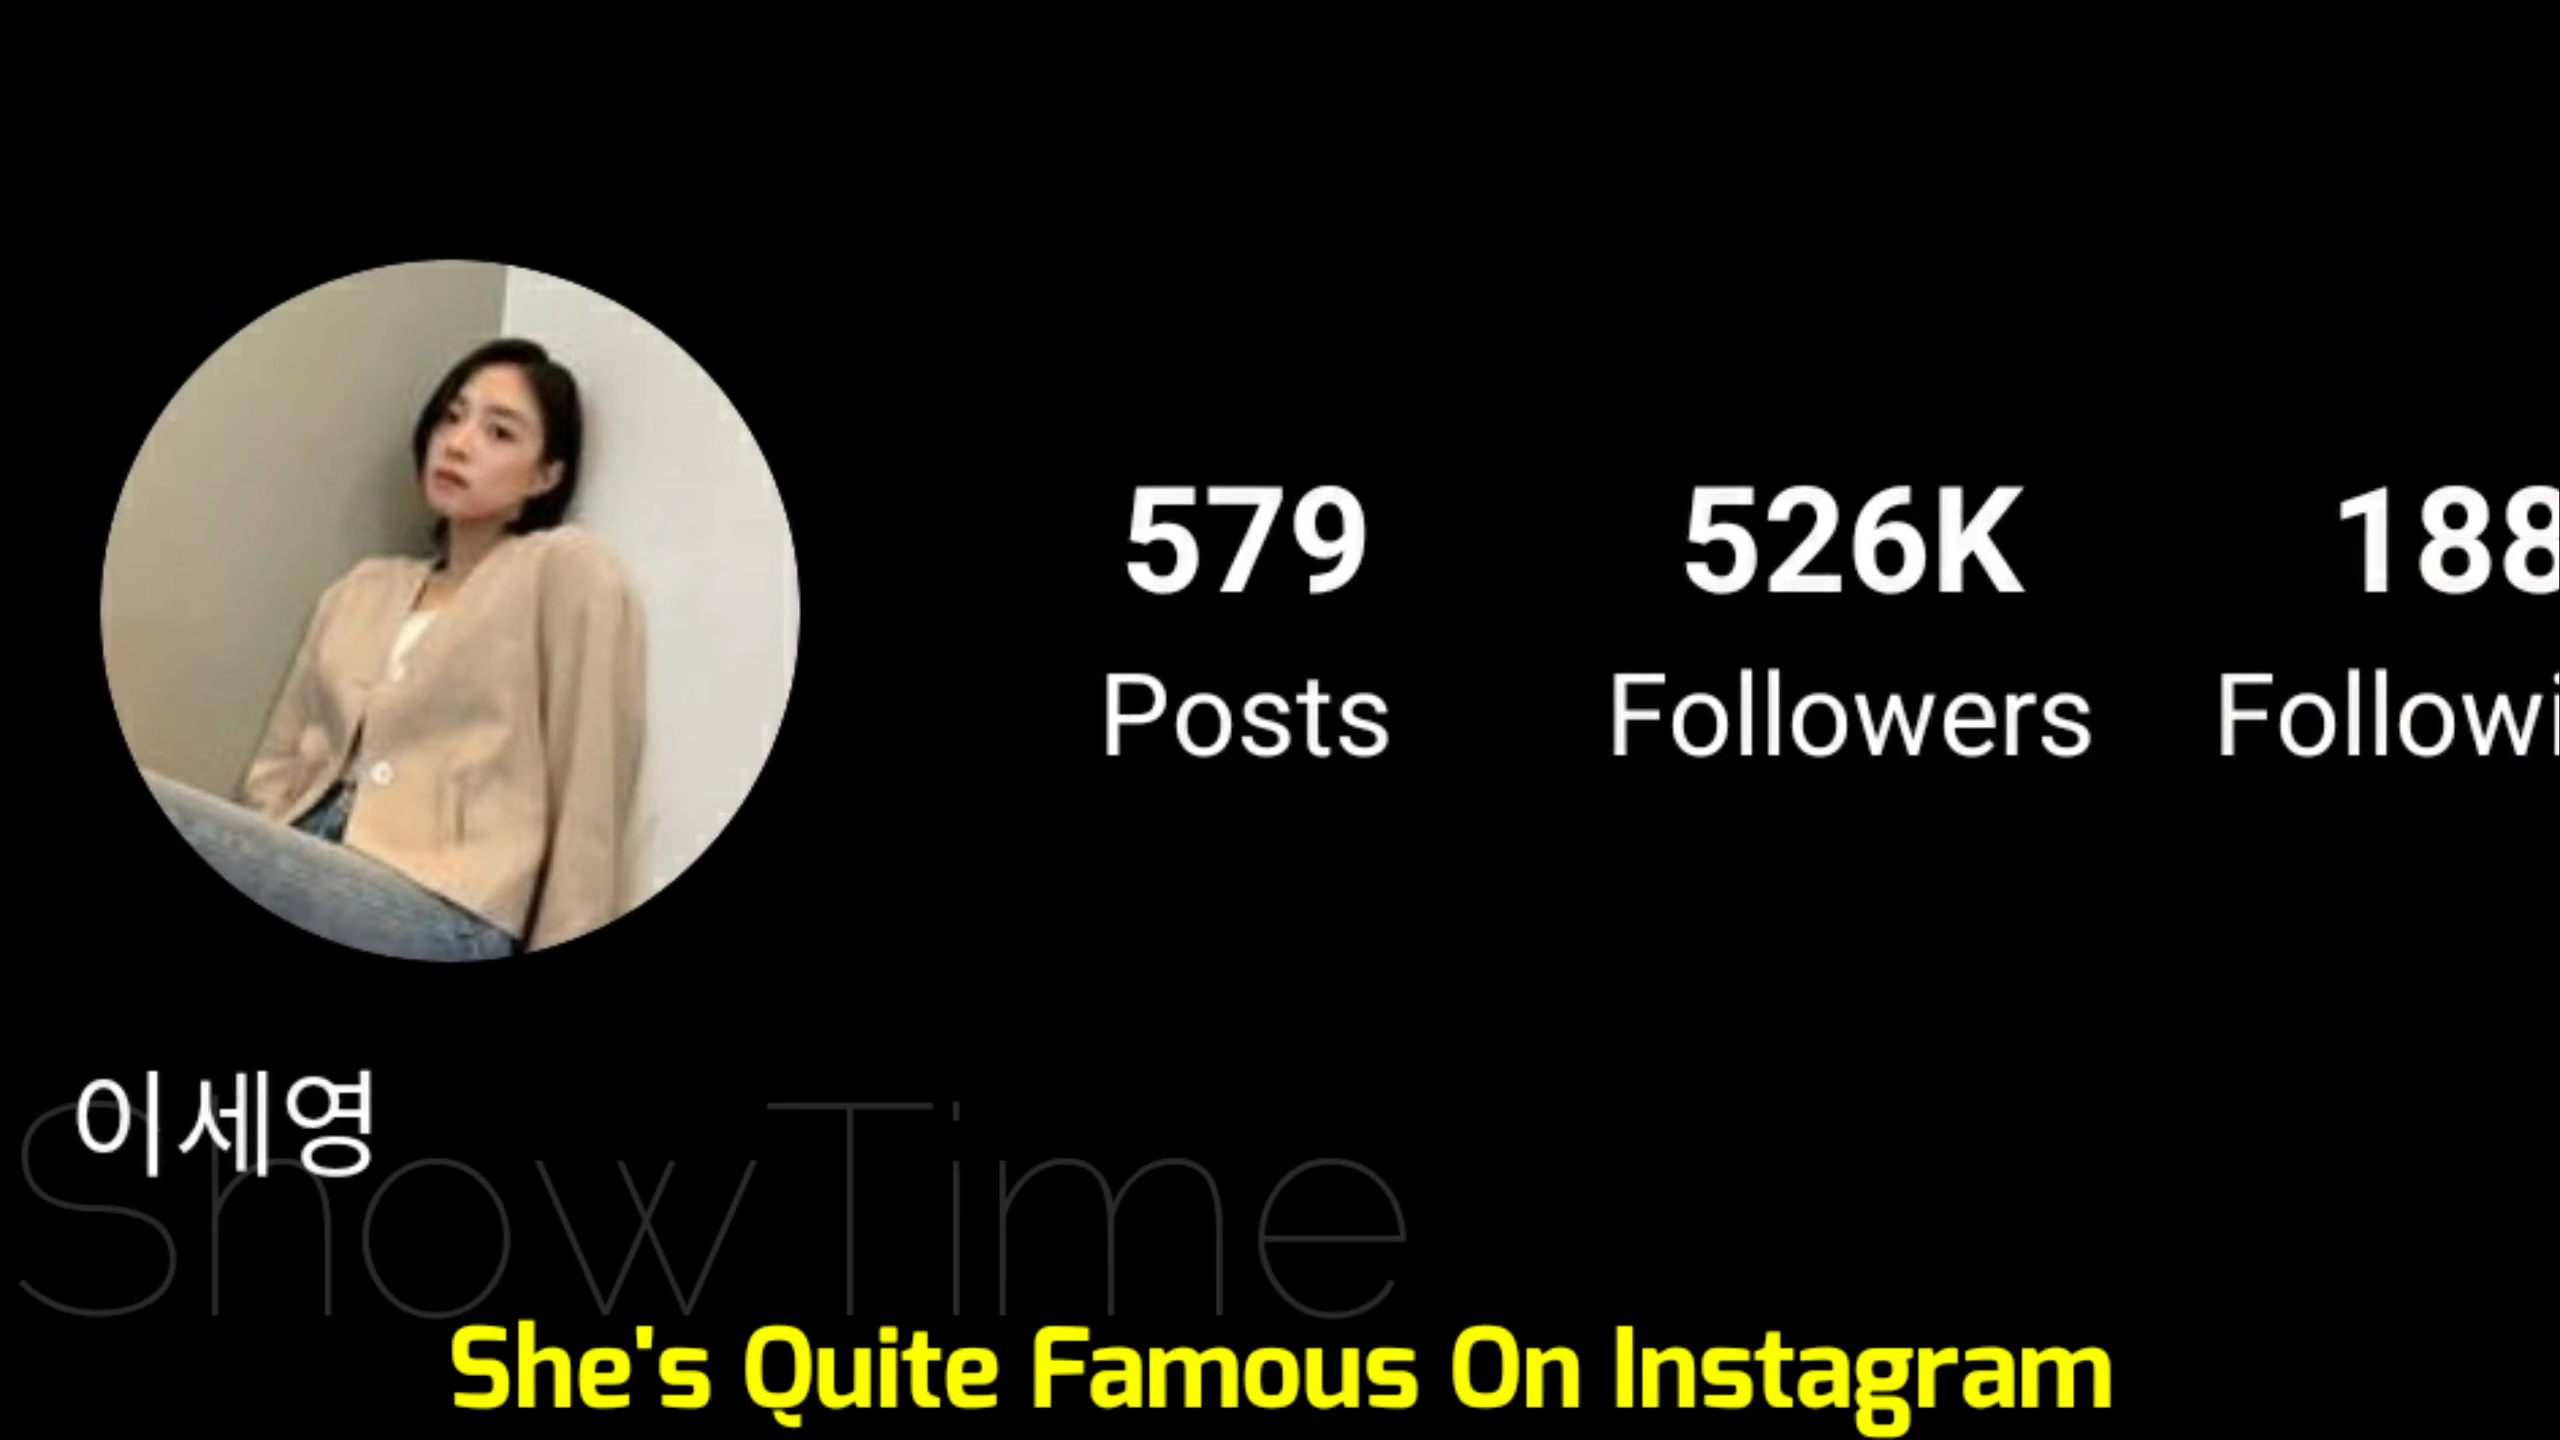 579 526K 188
Posts Followers Followi
이세영
ShowTime
She's Quite Famous On Instagram